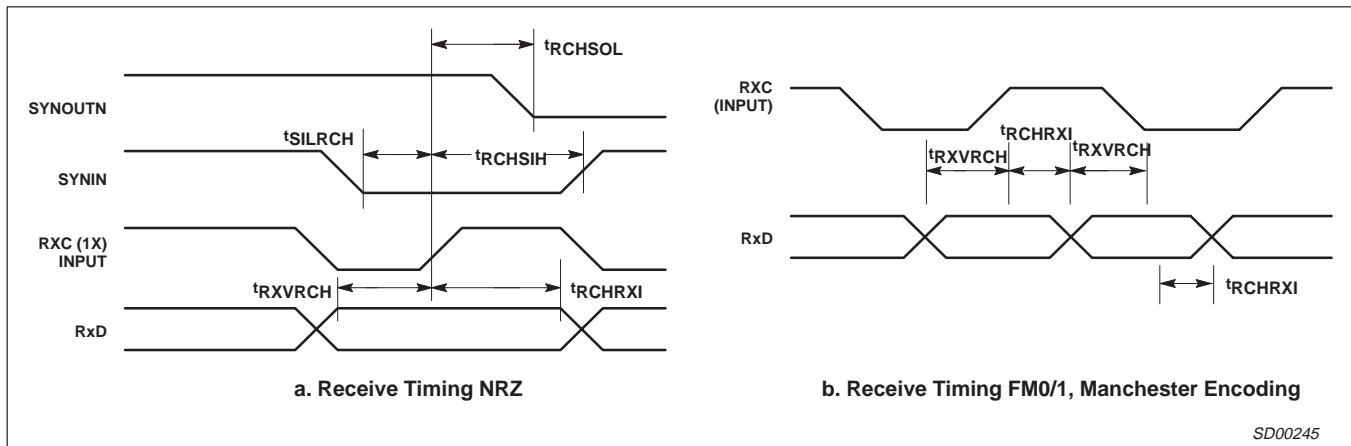 tRCHSOL
SYNOUTN
tSILRCH
tRCHSIH
SYNIN
RXC (1X)
INPUT
tRXVRCH
tRCHRXI
RxD
a. Receive Timing NRZ
RXC
(INPUT)
tRCHRXI
tRXVRCH
tRXVRCH
RxD
tRCHRXI
b. Receive Timing FM0/1, Manchester Encoding
SD00245